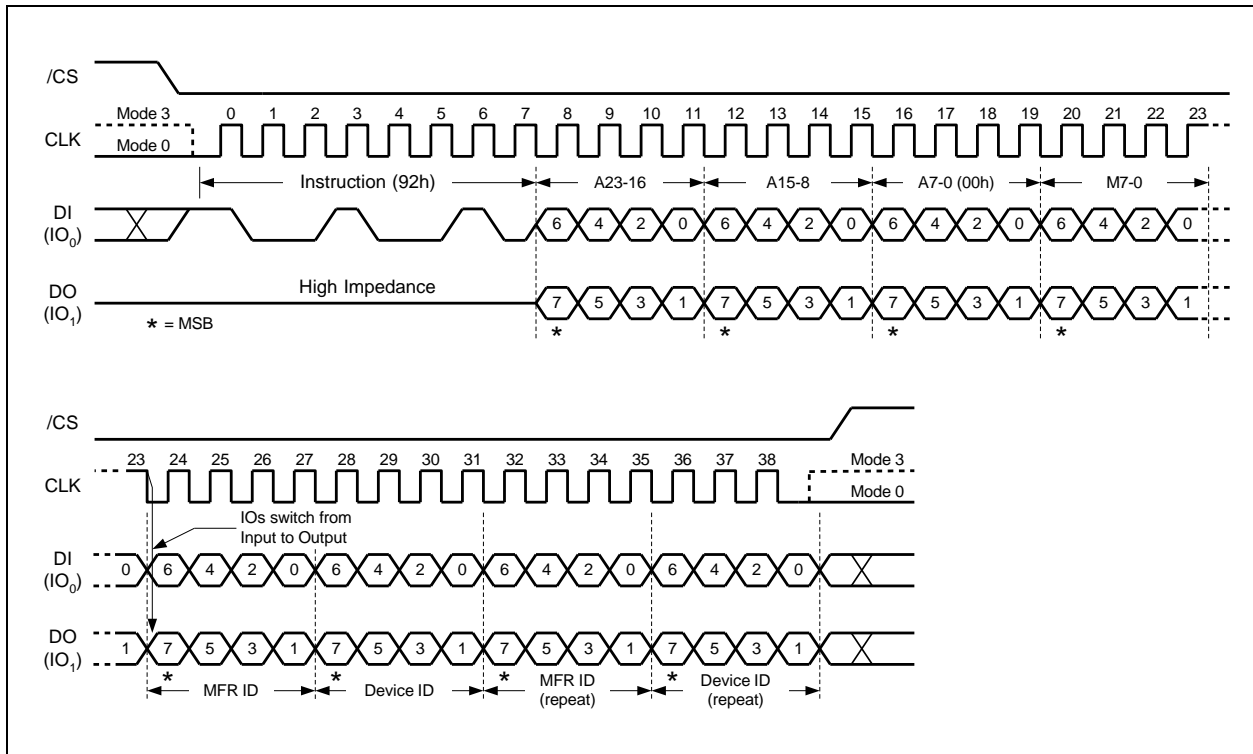 /CS
Mode 3 0 1 2 3 4 5 6 7 8 9 10 11 12 13 14 15 16 17 18 19 20 21 22 23
CLK
Mode 0
Instruction (92h) A23-16 A15-8 A7-0 (00h) M7-0
DI
(IO0)
6 4 2 0 6 4 2 0 6 4 2 0 6 4 2 0
High Impedance
DO
(IO1)
7 5 3 1 7 5 3 1 7 5 3 1 7 5 3 1
* * * *
* = MSB
/CS
23 24 25 26 27 28 29 30 31 32 33 34 35 36 37 38 Mode 3
CLK
Mode 0
IOs switch from
Input to Output
DI
(IO0)
0 6 4 2 0 6 4 2 0 6 4 2 0 6 4 2 0
DO
(IO1)
1 7 5 3 1 7 5 3 1 7 5 3 1 7 5 3 1
* * * *
MFR ID Device ID MFR ID
(repeat)
Device ID
(repeat)